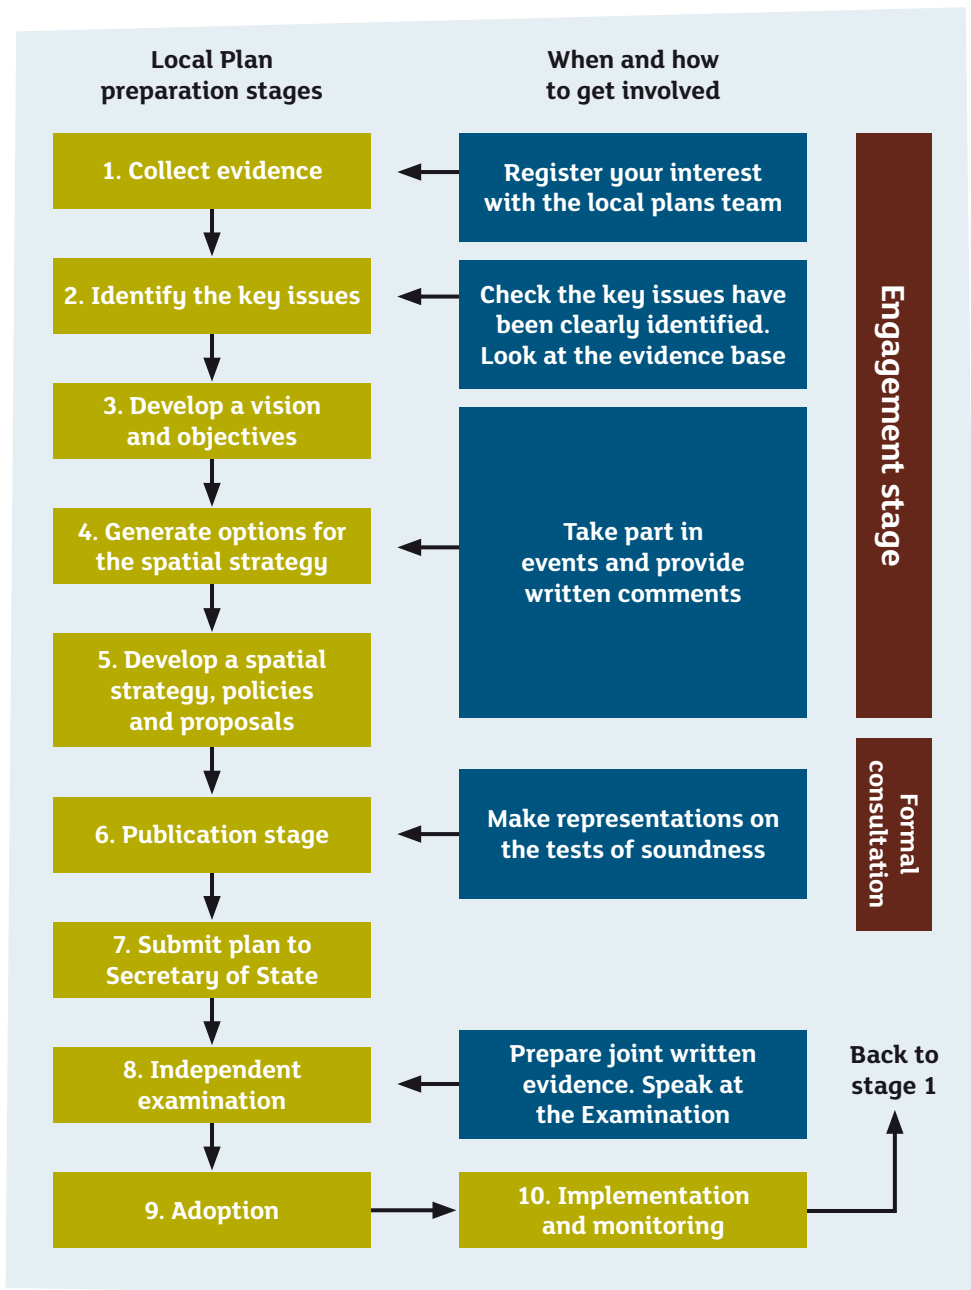 Local Plan
preparation stages
When and how
to get involved
1. Collect evidence
Register your interest
with the local plans team
2. Identify the key issues
Check the key issues have
been clearly identified.
Look at the evidence base
3. Develop a vision
and objectives
4. Generate options for
the spatial strategy
Take part in
events and provide
written comments
5. Develop a spatial
strategy, policies
and proposals
Engagement stage
6. Publication stage
Make representations on
the tests of soundness
Formal
consultation
7. Submit plan to
Secretary of State
8. Independent
examination
Prepare joint written
evidence. Speak at
the Examination
Back to
stage 1
9. Adoption
10. Implementation
and monitoring